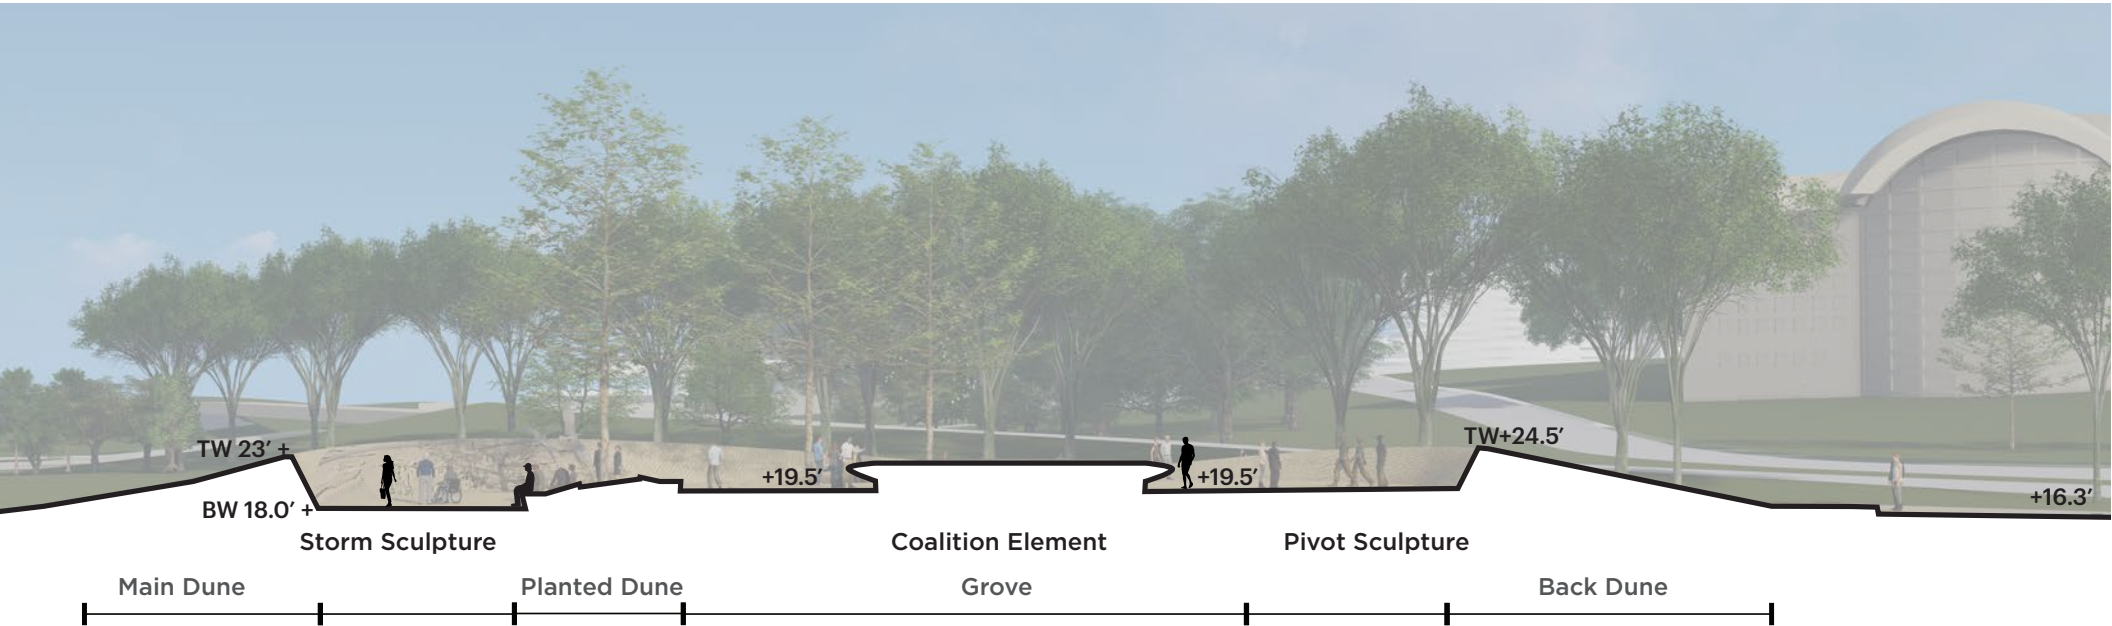 TW 23′ +
TW+24.5′
+19.5′
+19.5′
+16.3′
BW 18.0′ +
Storm Sculpture
Coalition Element
Pivot Sculpture
Main Dune
Planted Dune
Grove
Back Dune